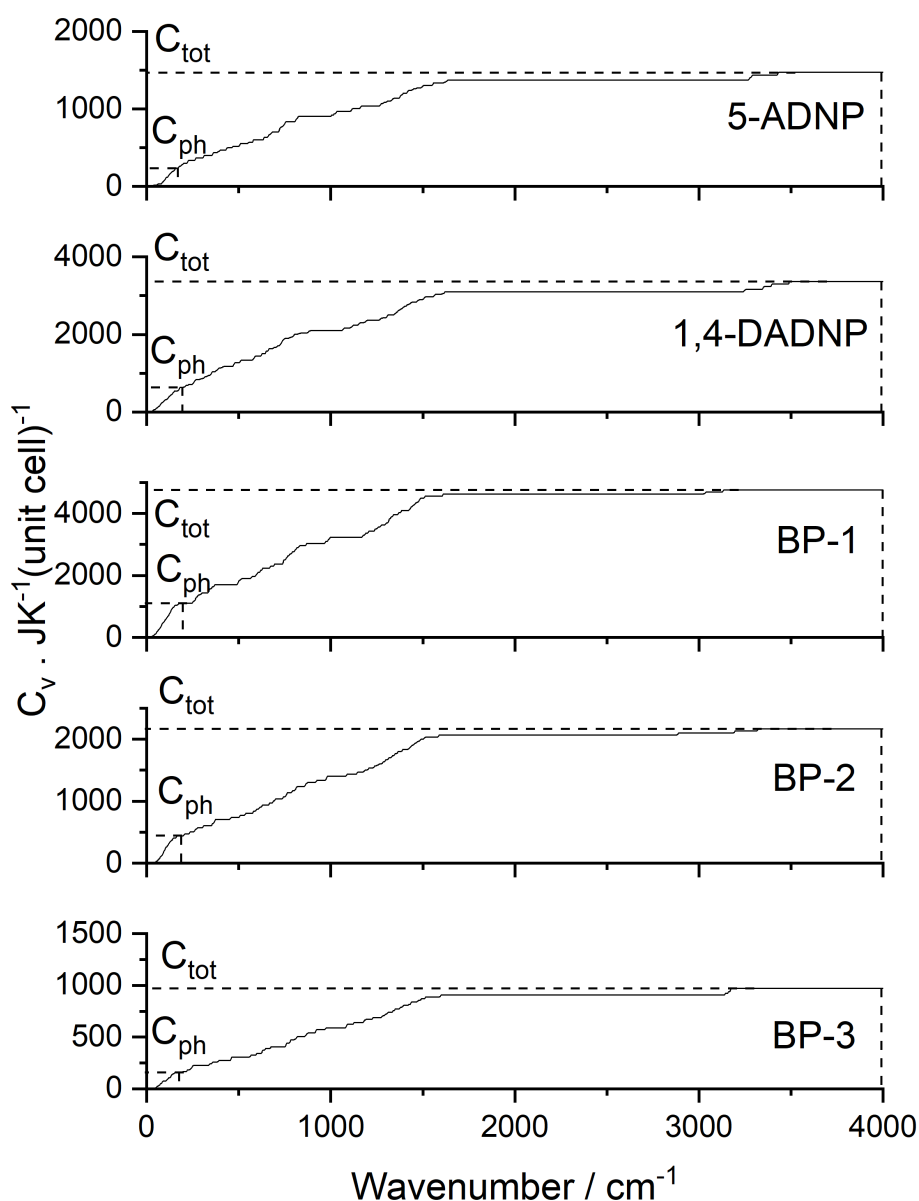 C_v . JK^-1(unit cell)^-1
2000
C_tot
1000
C_ph
5-ADNP
0
C_tot
4000
C_ph
1,4-DADNP
2000
0
4000
C_tot
BP-1
2000
C_ph
0
C_tot
2000
BP-2
C_ph
1000
0
1500
C_tot
1000
C_ph
BP-3
500
0
0 1000 2000 3000 4000
Wavenumber / cm^-1